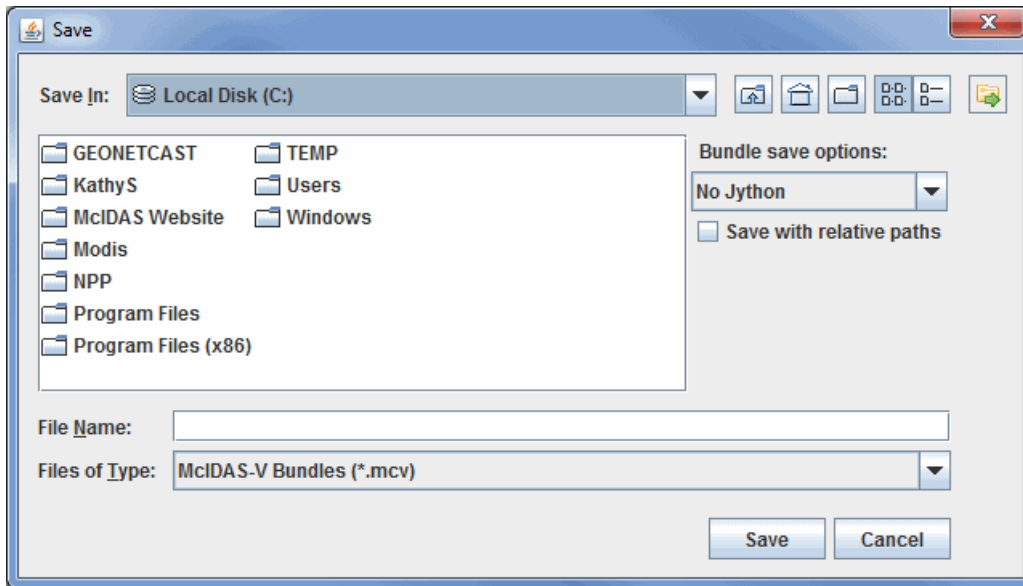 Save
Save In: Local Disk (C:)
GEONETCAST
KathyS
McIDAS Website
Modis
NPP
Program Files
Program Files (x86)
TEMP
Users
Windows
Bundle save options:
No Jython
Save with relative paths
File Name:
Files of Type: McIDAS-V Bundles (*.mcv)
Save Cancel